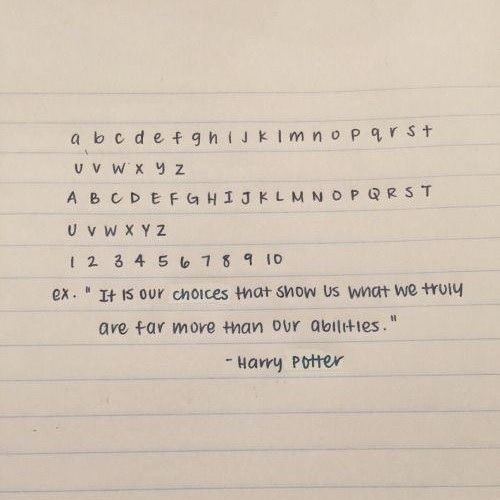 a b c d e f g h i j k l m n o p q r s t
u v w x y z
A B C D E F G H I J K L M N O P Q R S T
U V W X Y Z
1 2 3 4 5 6 7 8 9 10
ex. " It is our choices that show us what we truly
are far more than our abilities."
- Harry Potter